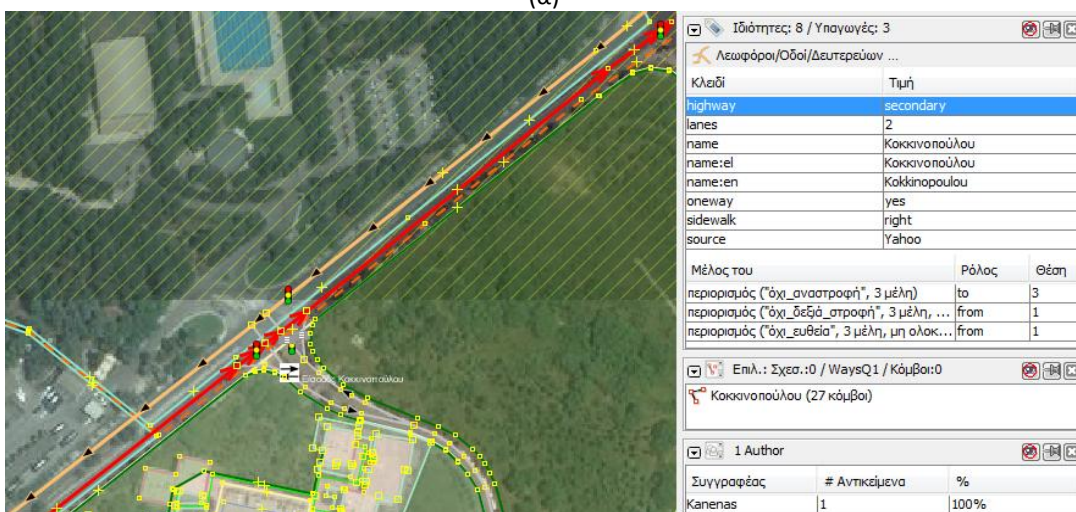 (α)
Ιδιότητες: 8 / Υπαγωγές: 3
Λεωφόροι/Οδοί/Δευτερεύων ...
Κλειδί Τιμή
highway secondary
lanes 2
name Κοκκινοπούλου
name:el Κοκκινοπούλου
name:en Kokkinopoulou
oneway yes
sidewalk right
source Yahoo
Μέλος του Ρόλος Θέση
περιορισμός ("όχι_αναστροφή", 3 μέλη) to 3
περιορισμός ("όχι_δεξιά_στροφή", 3 μέλη, ... from 1
περιορισμός ("όχι_ευθεία", 3 μέλη, μη ολοκ... from 1
Επιλ.: Σχεσ.:0 / WaysQ1 / Κόμβοι:0
Κοκκινοπούλου (27 κόμβοι)
1 Author
Συγγραφέας # Αντικείμενα %
Kanenas 1 100%
Είσοδος Κοκκινοπούλου